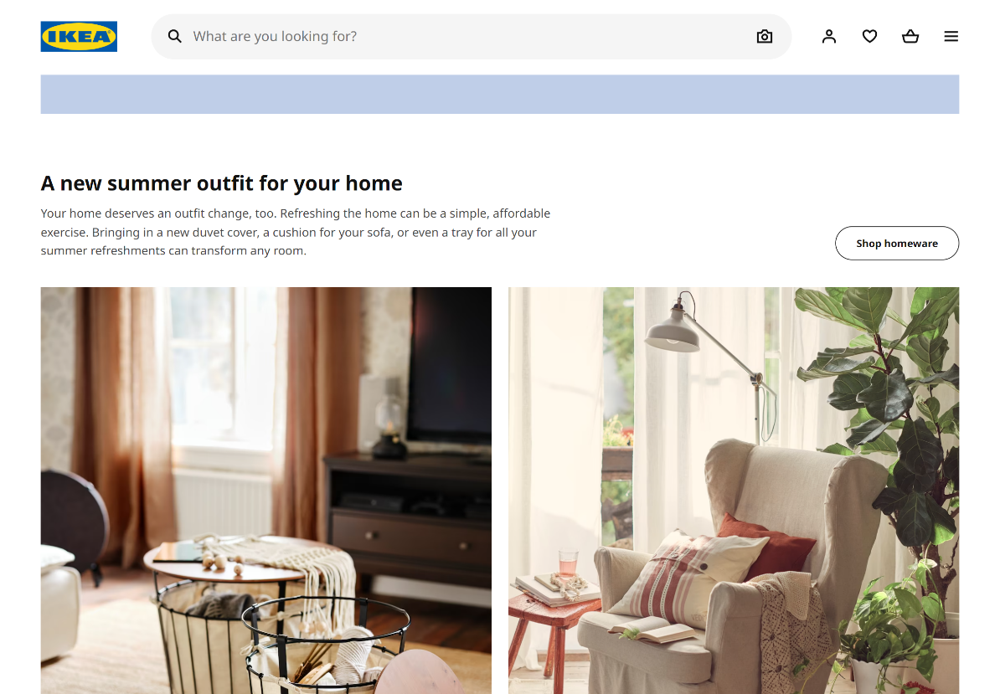 IKEA
What are you looking for?
A new summer outfit for your home
Your home deserves an outfit change, too. Refreshing the home can be a simple, affordable
exercise. Bringing in a new duvet cover, a cushion for your sofa, or even a tray for all your
summer refreshments can transform any room.
Shop homeware